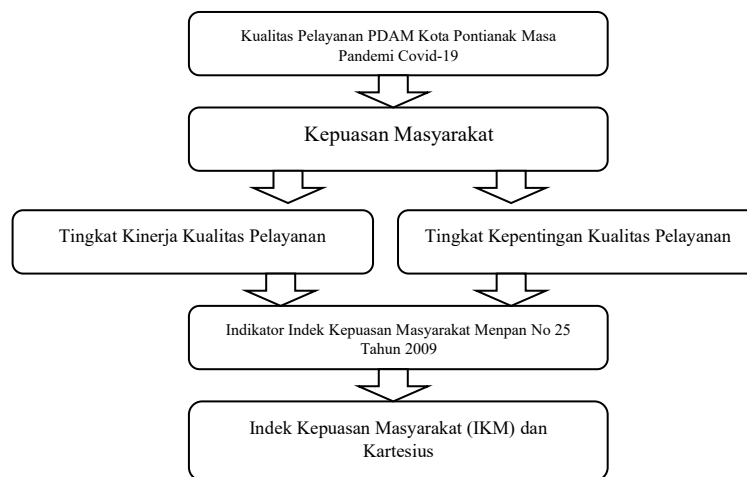 Kualitas Pelayanan PDAM Kota Pontianak Masa
Pandemi Covid-19
Kepuasan Masyarakat
Tingkat Kinerja Kualitas Pelayanan
Tingkat Kepentingan Kualitas Pelayanan
Indikator Indek Kepuasan Masyarakat Menpan No 25
Tahun 2009
Indek Kepuasan Masyarakat (IKM) dan
Kartesius